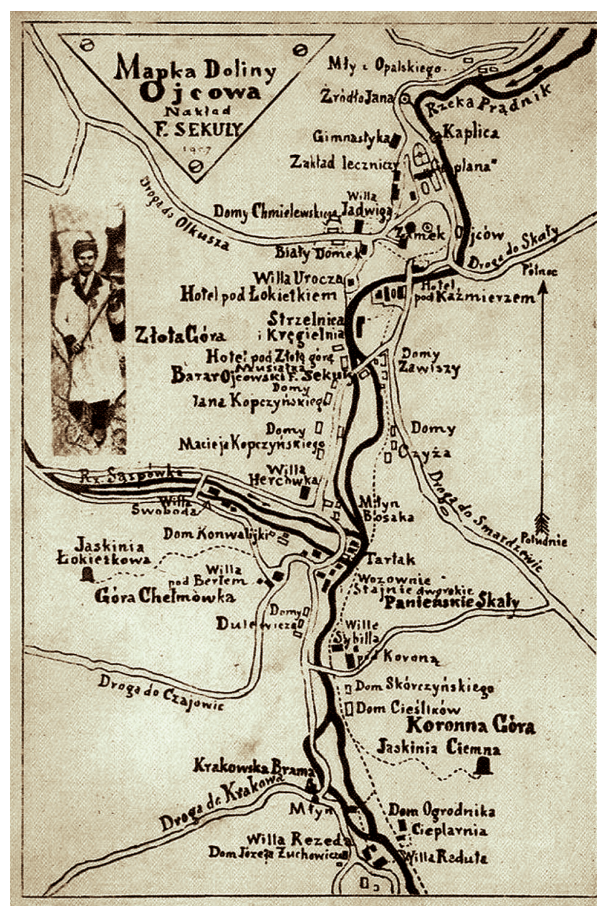 Mapka Doliny
Ojcowa
Nakład
F. SEKUŁY
Młyn Opalskiego
Źródło Jana
Rzeka Prądnik
Gimnastyka
Kaplica
Zakład leczniczy
Willa
Jadwiga
Domy Chmielewskiego
Droga do Olkusza
Zamek
Ojców
Biały Domek
Droga do Skały
Północ
Willa Urocza
Hotel pod Łokietkiem
Hotel
pod Kaźmierzem
Strzelnica
i Kręgielnia
Złota Góra
Hotel pod Złotą górą
Bazar Ojcowski F. Sekuły
Domy
Zawiszy
Domy
Jana Kopczyńskiego
Domy
Macieja Kopczyńskiego
Domy
Czyża
Willa
Hercówka
Rz. Sąspówka
Willa
Swoboda
Młyn
Bosaka
Droga do Smardzewic
Południe
Dom Konwalijki
Jaskinia
Łokietkowa
Tartak
Willa
pod Berłem
Wozownie
Stajnie dworskie
Góra Chełmówka
Panieńskie Skały
Domy
Dulewicza
Wille
Sybilla
pod Koroną
Droga do Czajowic
Dom Skórczyńskiego
Dom Cieślików
Koronna Góra
Jaskinia Ciemna
Krakowska Brama
Droga do Krakowa
Młyn
Dom Ogrodnika
Cieplarnia
Willa Rezeda
Dom Józefa Żuchowicza
Willa Reduta